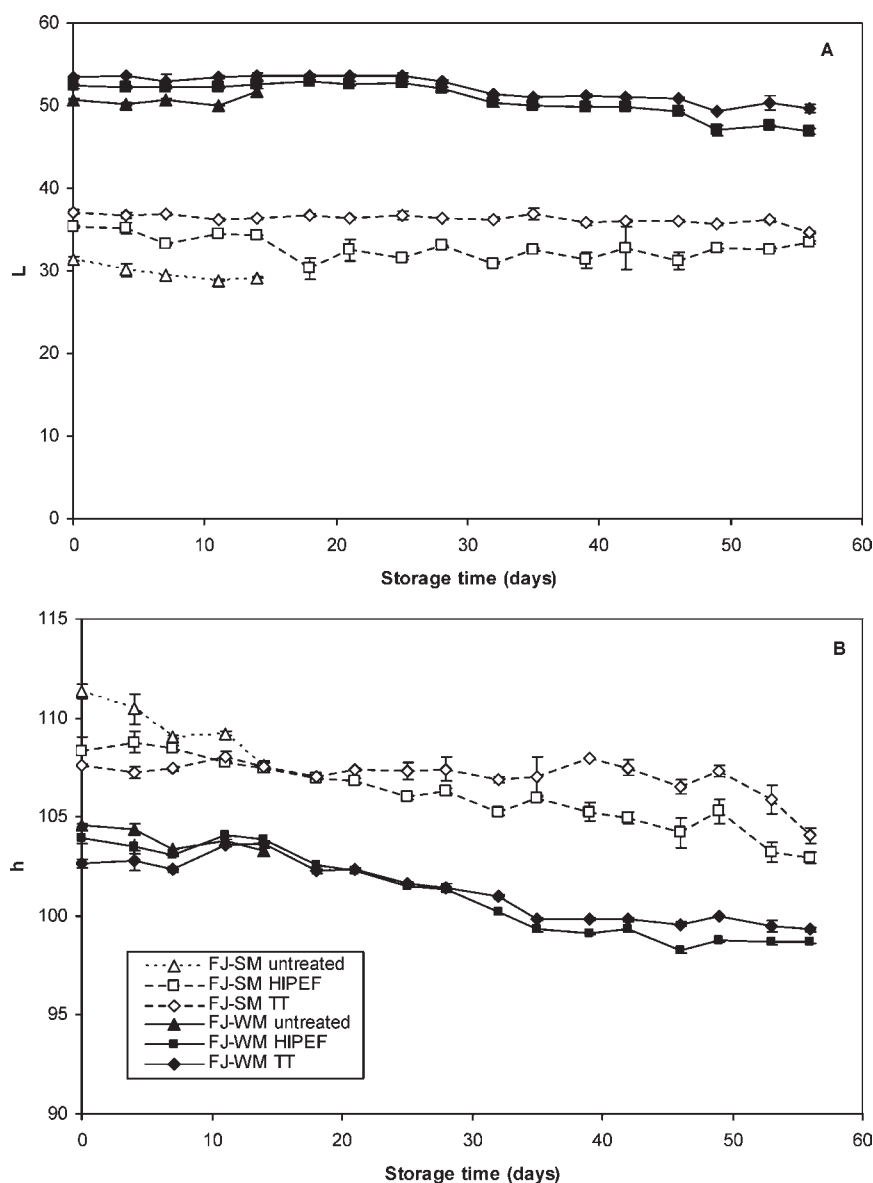 60
A
50
40
30
20
10
0
L
0 10 20 30 40 50 60
Storage time (days)
115
B
110
105
100
95
90
h
FJ-SM untreated
FJ-SM HIPEF
FJ-SM TT
FJ-WM untreated
FJ-WM HIPEF
FJ-WM TT
0 10 20 30 40 50 60
Storage time (days)